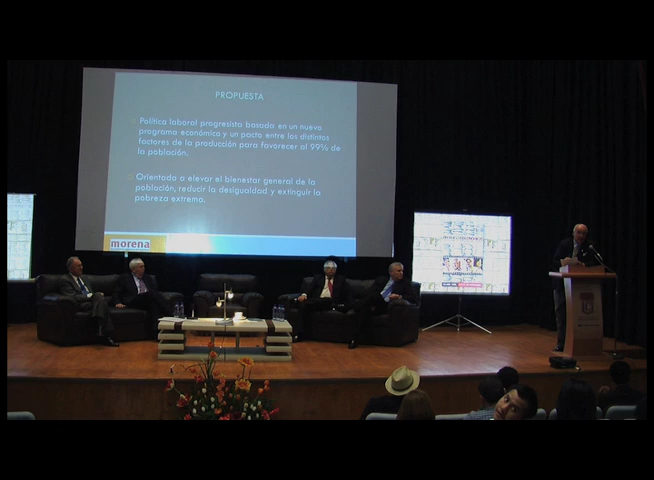 PROPUESTA
Política laboral progresista basada en un nuevo
programa económico y un pacto entre los distintos
factores de la producción para favorecer al 99% de
la población.
Orientada a elevar el bienestar general de la
población, reducir la desigualdad y extinguir la
pobreza extrema.
morena